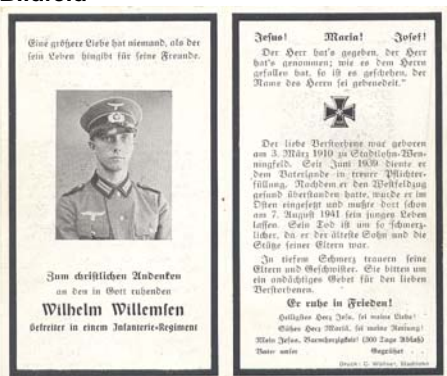 Eine größere Liebe hat niemand, als der
sein Leben hingibt für seine Freunde.
Zum christlichen Andenken
an den in Gott ruhenden
Wilhelm Willemsen
Gefreiter in einem Infanterie-Regiment
Jesus! Maria! Josef!
Der Herr hat's gegeben, der Herr
hat's genommen; wie es dem Herrn
gefallen hat, so ist es geschehen, der
Name des Herrn sei gebenedeit."
Der liebe Verstorbene war geboren
am 3. März 1910 zu Stadtlohn-Wen-
ningfeld. Seit Juni 1939 diente er
dem Vaterlande in treuer Pflichter-
füllung. Nachdem er den Westfeldzug
gesund überstanden hatte, wurde er im
Osten eingesetzt und mußte dort schon
am 7. August 1941 sein junges Leben
lassen. Sein Tod ist um so schmerz-
licher, da er der älteste Sohn und die
Stütze seiner Eltern war.
In tiefem Schmerz trauern seine
Eltern und Geschwister. Sie bitten um
ein andächtiges Gebet für den lieben
Verstorbenen.
Er ruhe in Frieden!
Heiligstes Herz Jesu, sei meine Liebe!
Süßes Herz Mariä, sei meine Rettung!
Mein Jesus, Barmherzigkeit! (300 Tage Ablaß)
Vater unser Gegrüßet . .
Druck: C.